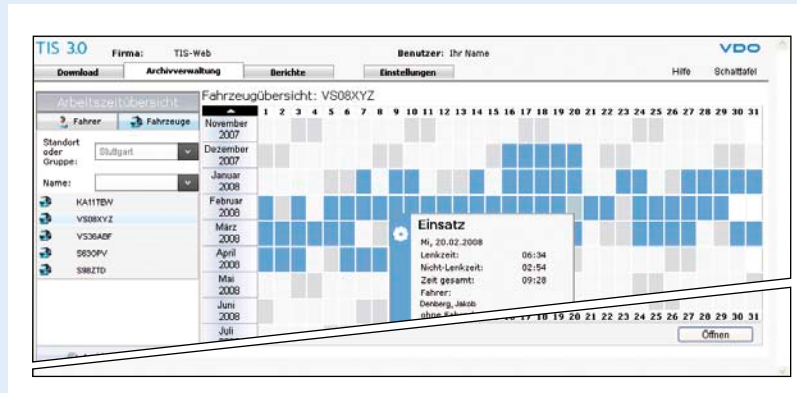 TIS 3.0 Firma: TIS-Web Benutzer: Ihr Name VDO
Download Archivverwaltung Berichte Einstellungen Hilfe Schalttafel
Arbeitszeitübersicht
Fahrer Fahrzeuge
Standort oder Gruppe: Stuttgart
Name:
KA11TBW
VS08XYZ
VS36ABF
S630PV
S98ZTD
Fahrzeugübersicht: VS08XYZ
1 2 3 4 5 6 7 8 9 10 11 12 13 14 15 16 17 18 19 20 21 22 23 24 25 26 27 28 29 30 31
November 2007
Dezember 2007
Januar 2008
Februar 2008
März 2008
April 2008
Mai 2008
Juni 2008
Juli
Einsatz
Mi, 20.02.2008
Lenkzeit: 06:34
Nicht-Lenkzeit: 02:54
Zeit gesamt: 09:28
Fahrer:
Denberg, Jakob
ohne
16 17 18 19 20 21 22 23 24 25 26 27 28 29 30 31
Öffnen